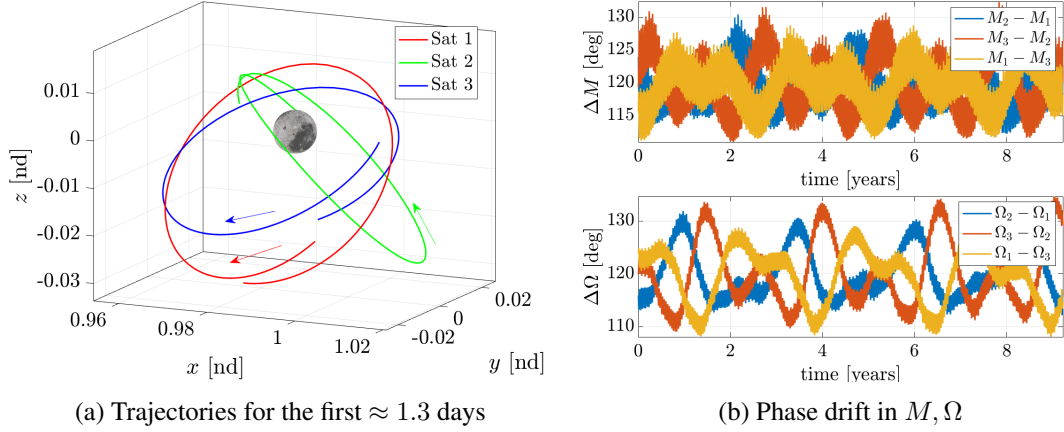 Sat 1
Sat 2
Sat 3
0.01
0
-0.01
-0.02
-0.03
z [nd]
0.96
0.98
1
1.02
x [nd]
-0.02
0
0.02
y [nd]
(a) Trajectories for the first ≈ 1.3 days
130
125
120
115
ΔM [deg]
M₂ − M₁
M₃ − M₂
M₁ − M₃
0 2 4 6 8
time [years]
130
120
110
ΔΩ [deg]
Ω₂ − Ω₁
Ω₃ − Ω₂
Ω₁ − Ω₃
0 2 4 6 8
time [years]
(b) Phase drift in M, Ω